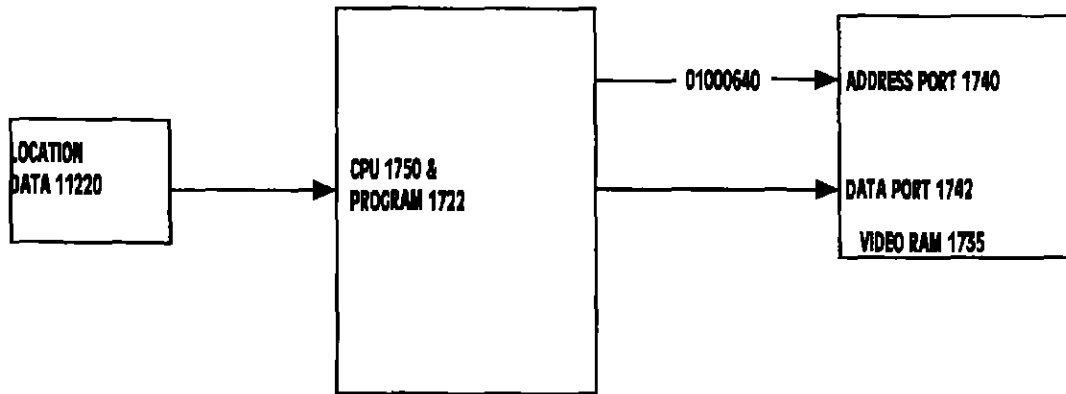 LOCATION
DATA 11220
CPU 1750 &
PROGRAM 1722
01000640
ADDRESS PORT 1740
DATA PORT 1742
VIDEO RAM 1735